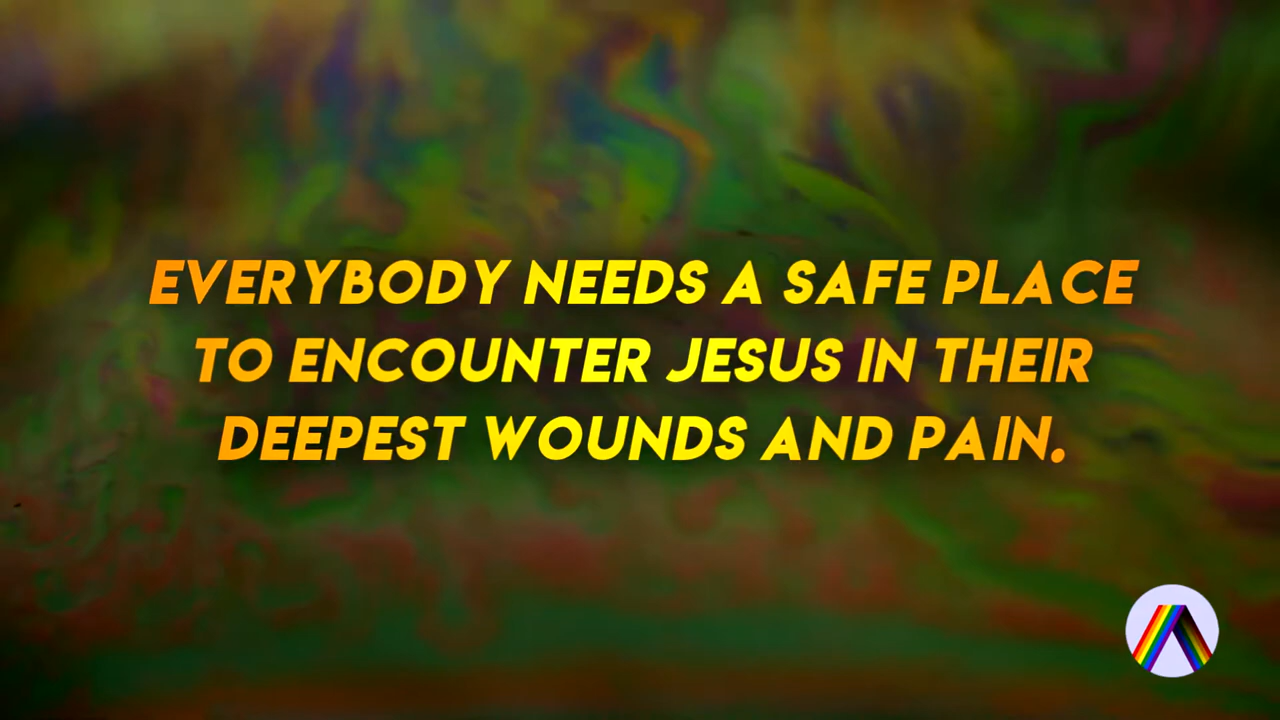 EVERYBODY NEEDS A SAFE PLACE
TO ENCOUNTER JESUS IN THEIR
DEEPEST WOUNDS AND PAIN.